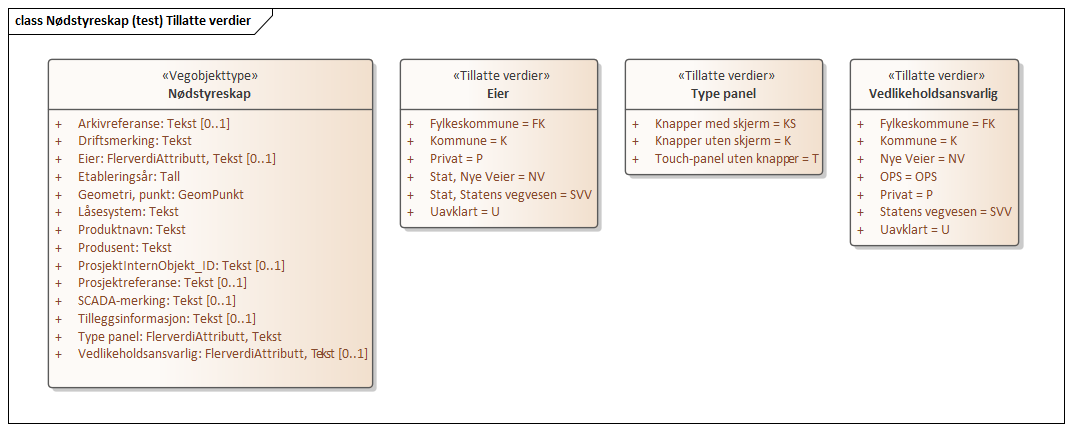 class Nødstyreskap (test) Tillatte verdier
«Vegobjekttype»
Nødstyreskap
+ Arkivreferanse: Tekst [0..1]
+ Driftsmerking: Tekst
+ Eier: FlerverdiAttributt, Tekst [0..1]
+ Etableringsår: Tall
+ Geometri, punkt: GeomPunkt
+ Låsesystem: Tekst
+ Produktnavn: Tekst
+ Produsent: Tekst
+ ProsjektInternObjekt_ID: Tekst [0..1]
+ Prosjektreferanse: Tekst [0..1]
+ SCADA-merking: Tekst [0..1]
+ Tilleggsinformasjon: Tekst [0..1]
+ Type panel: FlerverdiAttributt, Tekst
+ Vedlikeholdsansvarlig: FlerverdiAttributt, Tekst [0..1]
«Tillatte verdier»
Eier
+ Fylkeskommune = FK
+ Kommune = K
+ Privat = P
+ Stat, Nye Veier = NV
+ Stat, Statens vegvesen = SVV
+ Uavklart = U
«Tillatte verdier»
Type panel
+ Knapper med skjerm = KS
+ Knapper uten skjerm = K
+ Touch-panel uten knapper = T
«Tillatte verdier»
Vedlikeholdsansvarlig
+ Fylkeskommune = FK
+ Kommune = K
+ Nye Veier = NV
+ OPS = OPS
+ Privat = P
+ Statens vegvesen = SVV
+ Uavklart = U